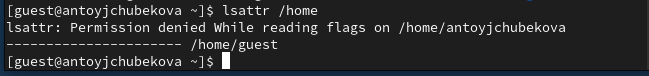 [guest@antoyjchubekova ~]$ lsattr /home
lsattr: Permission denied While reading flags on /home/antoyjchubekova
---------------------- /home/guest
[guest@antoyjchubekova ~]$